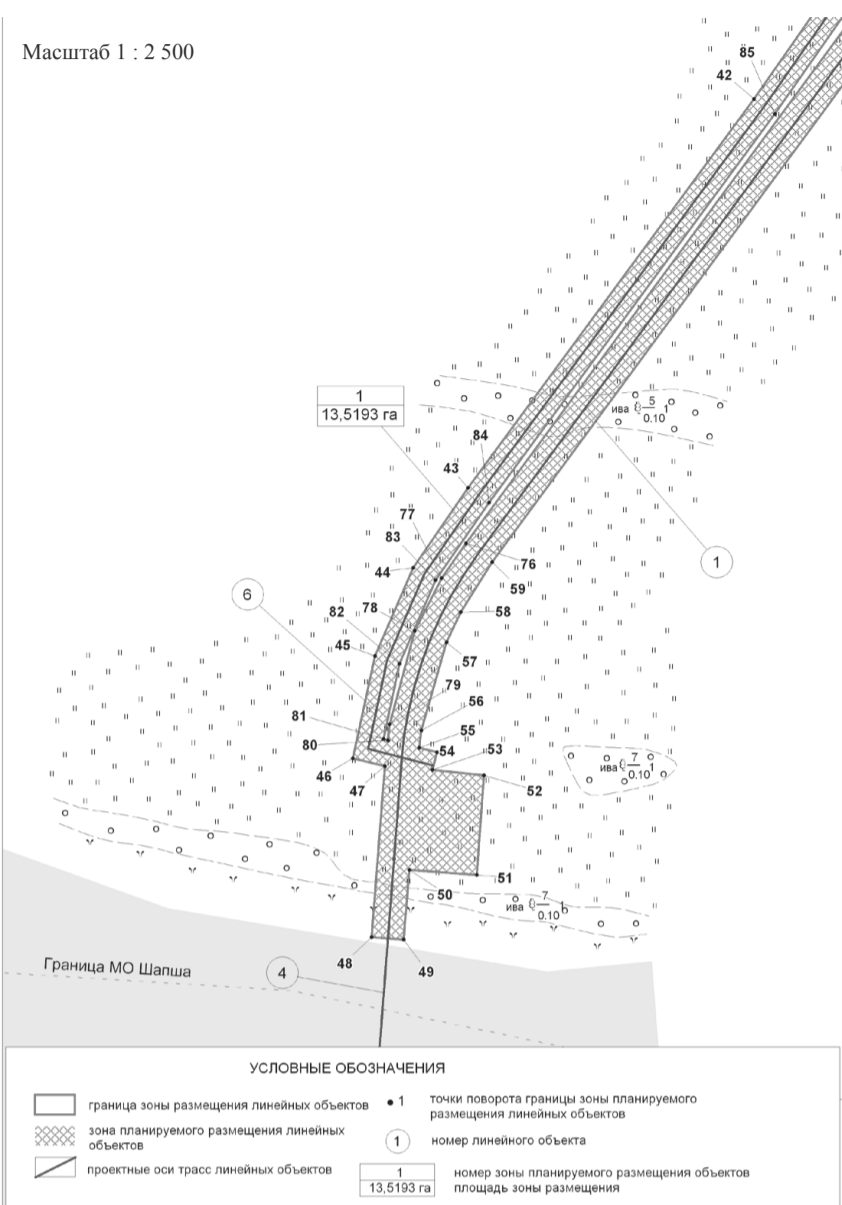 Масштаб 1 : 2 500
85
42
1
13,5193 га
ива 5 1
0.10
84
43
77
83
44
76
1
59
6
78
58
82
45
57
79
56
81
55
80
54
53
46
47
52
ива 7 1
0.10
51
50
ива 7 1
0.10
48
49
Граница МО Шапша
4
УСЛОВНЫЕ ОБОЗНАЧЕНИЯ
граница зоны размещения линейных объектов
зона планируемого размещения линейных
объектов
проектные оси трасс линейных объектов
1
точки поворота границы зоны планируемого
размещения линейных объектов
1
номер линейного объекта
1
13,5193 га
номер зоны планируемого размещения объектов
площадь зоны размещения